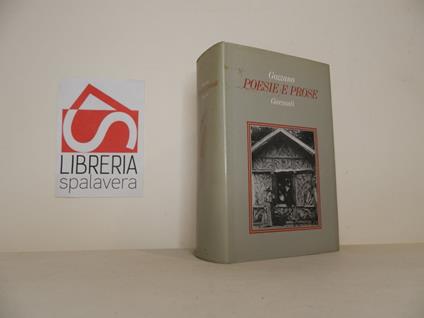 LIBRERIA
spalavera
Gozzano
POESIE E PROSE
Garzanti